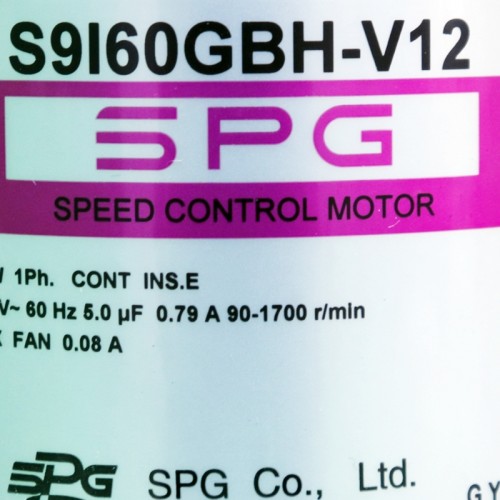 S9I60GBH-V12
SPG
SPEED CONTROL MOTOR
1Ph. CONT INS.E
V~ 60 Hz 5.0 µF 0.79 A 90-1700 r/min
FAN 0.08 A
SPG SPG Co., Ltd.